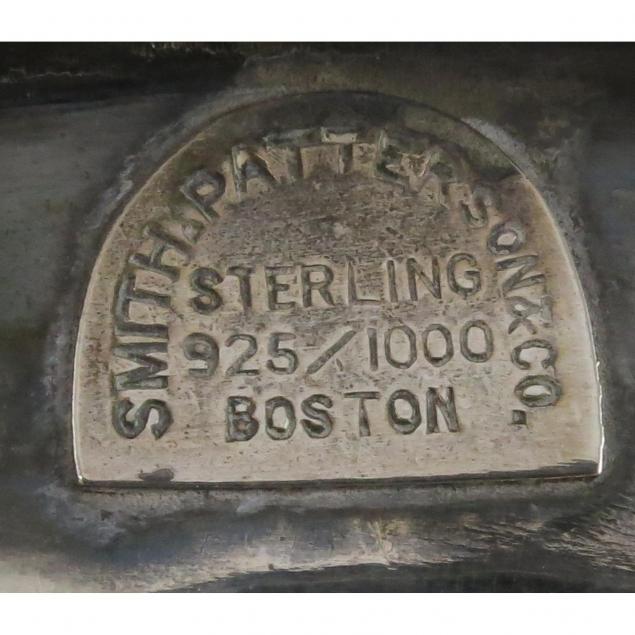 SMITH.PATTERSON & CO.
STERLING
925/1000
BOSTON